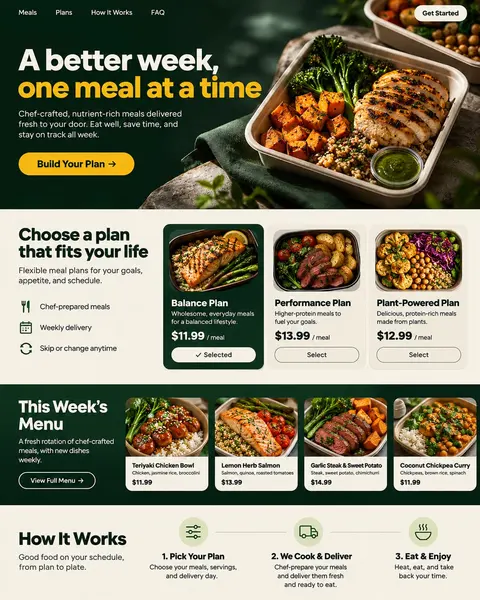 Meals
Plans
How It Works
FAQ
Get Started
A better week,
one meal at a time
Chef-crafted, nutrient-rich meals delivered
fresh to your door. Eat well, save time, and
stay on track all week.
Build Your Plan →
Choose a plan
that fits your life
Flexible meal plans for your goals,
appetite, and schedule.
Chef-prepared meals
Weekly delivery
Skip or change anytime
Balance Plan
Wholesome, everyday meals
for a balanced lifestyle.
$11.99 / meal
✓ Selected
Performance Plan
Higher-protein meals to
fuel your goals.
$13.99 / meal
Select
Plant-Powered Plan
Delicious, protein-rich meals
made from plants.
$12.99 / meal
Select
This Week's
Menu
A fresh rotation of chef-crafted
meals, with new dishes
weekly.
View Full Menu →
Teriyaki Chicken Bowl
Chicken, jasmine rice, broccolini
$11.99
Lemon Herb Salmon
Salmon, quinoa, roasted tomatoes
$13.99
Garlic Steak & Sweet Potato
Steak, sweet potato, chimichurri
$14.99
Coconut Chickpea Curry
Chickpeas, brown rice, spinach
$11.99
How It Works
Good food on your schedule,
from plan to plate.
1. Pick Your Plan
Choose your meals, servings,
and delivery day.
2. We Cook & Deliver
Chef-prepare your meals
and deliver them fresh
and ready to eat.
3. Eat & Enjoy
Heat, eat, and take
back your time.